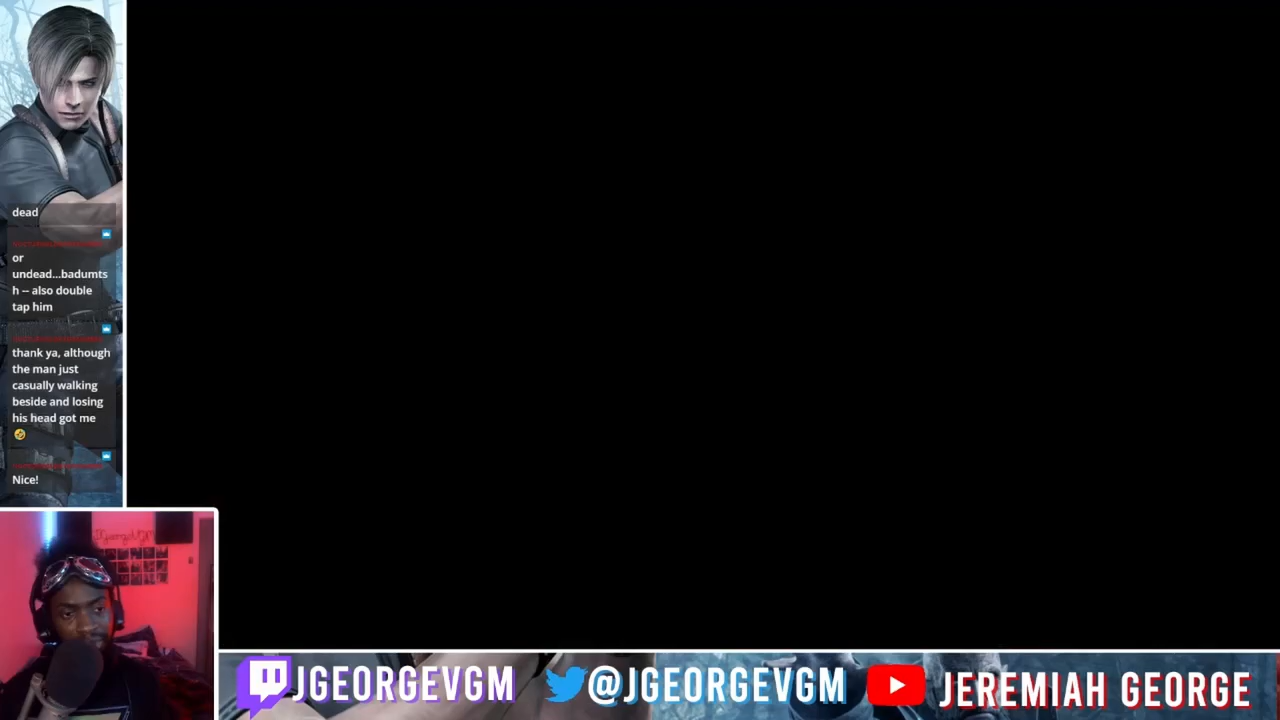 dead
or
undead...badumts
h -- also double
tap him
thank ya, although
the man just
casually walking
beside and losing
his head got me
🤣
Nice!
JGeorgeVGM
JGEORGEVGM
@JGEORGEVGM
JEREMIAH GEORGE